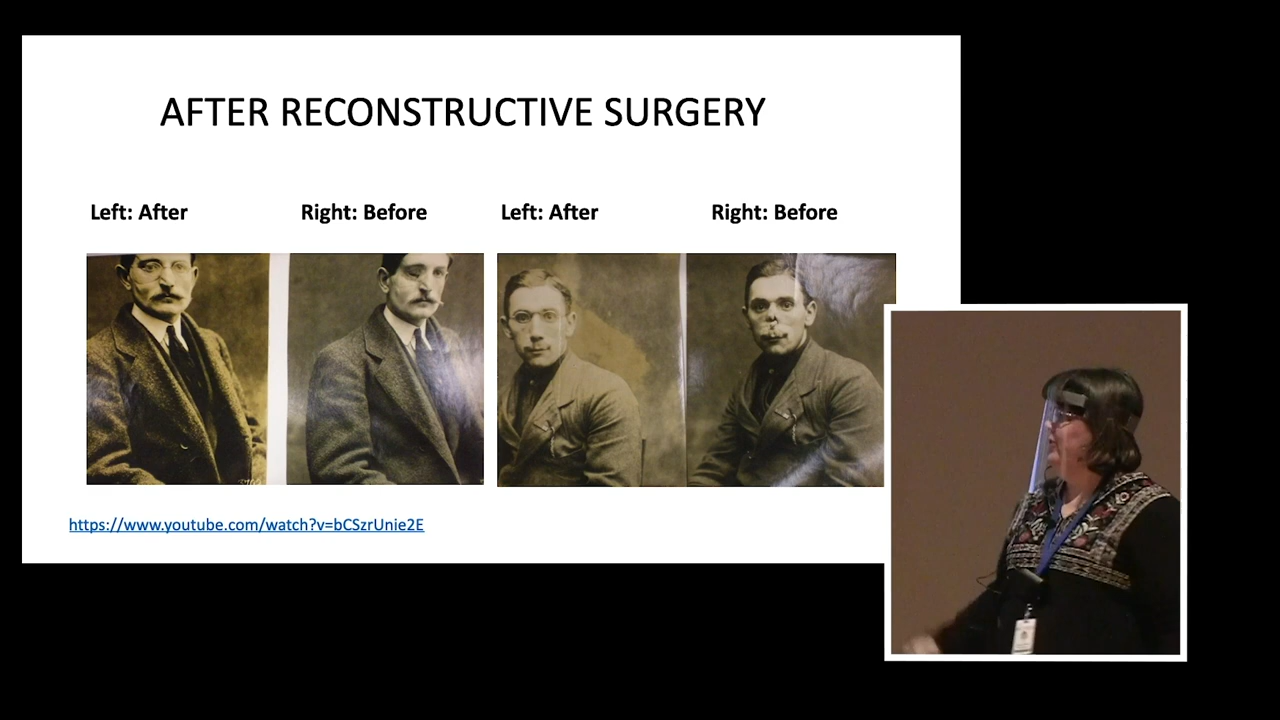 AFTER RECONSTRUCTIVE SURGERY
Left: After
Right: Before
Left: After
Right: Before
https://www.youtube.com/watch?v=bCSzrUnie2E